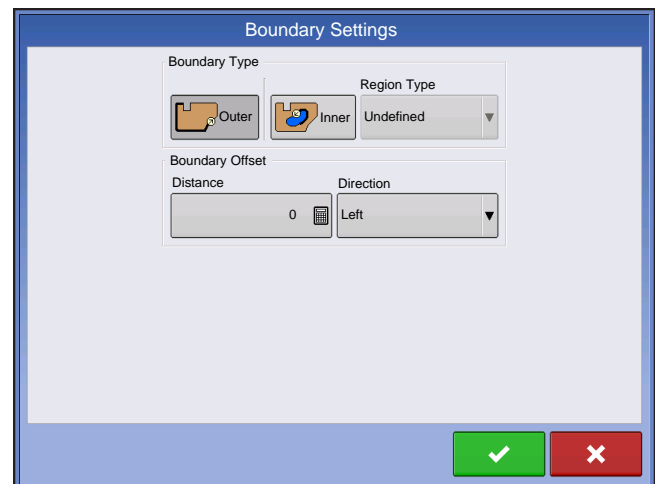 Boundary Settings
Boundary Type
Region Type
Outer
Inner
Undefined
Boundary Offset
Distance
Direction
0
Left